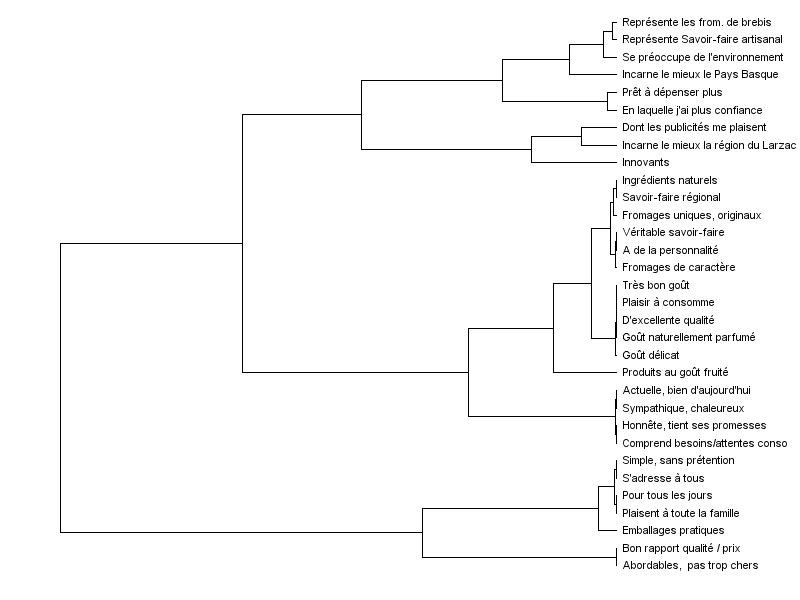 Représente les from. de brebis
Représente Savoir-faire artisanal
Se préoccupe de l'environnement
Incarne le mieux le Pays Basque
Prêt à dépenser plus
En laquelle j'ai plus confiance
Dont les publicités me plaisent
Incarne le mieux la région du Larzac
Innovants
Ingrédients naturels
Savoir-faire régional
Fromages uniques, originaux
Véritable savoir-faire
A de la personnalité
Fromages de caractère
Très bon goût
Plaisir à consomme
D'excellente qualité
Goût naturellement parfumé
Goût délicat
Produits au goût fruité
Actuelle, bien d'aujourd'hui
Sympathique, chaleureux
Honnête, tient ses promesses
Comprend besoins/attentes conso
Simple, sans prétention
S'adresse à tous
Pour tous les jours
Plaisent à toute la famille
Emballages pratiques
Bon rapport qualité / prix
Abordables, pas trop chers